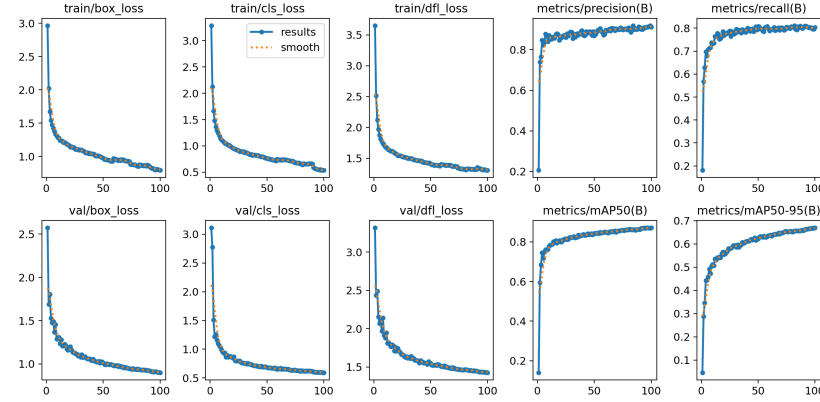 train/box_loss
train/cls_loss
train/dfl_loss
metrics/precision(B)
metrics/recall(B)
3.0
2.5
2.0
1.5
1.0
0 50 100
3.0
2.5
2.0
1.5
1.0
0.5
results
smooth
0 50 100
3.5
3.0
2.5
2.0
1.5
0 50 100
0.8
0.6
0.4
0.2
0 50 100
0.8
0.7
0.6
0.5
0.4
0.3
0.2
0 50 100
val/box_loss
val/cls_loss
val/dfl_loss
metrics/mAP50(B)
metrics/mAP50-95(B)
2.5
2.0
1.5
1.0
0 50 100
3.0
2.5
2.0
1.5
1.0
0.5
0 50 100
3.0
2.5
2.0
1.5
0 50 100
0.8
0.6
0.4
0.2
0 50 100
0.7
0.6
0.5
0.4
0.3
0.2
0.1
0 50 100